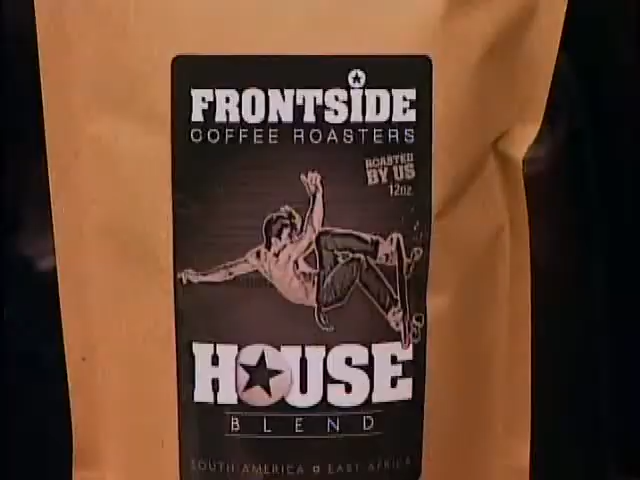 FRONTSIDE
COFFEE ROASTERS
ROASTED
BY US
12oz.
HOUSE
BLEND
SOUTH AMERICA EAST AFRICA